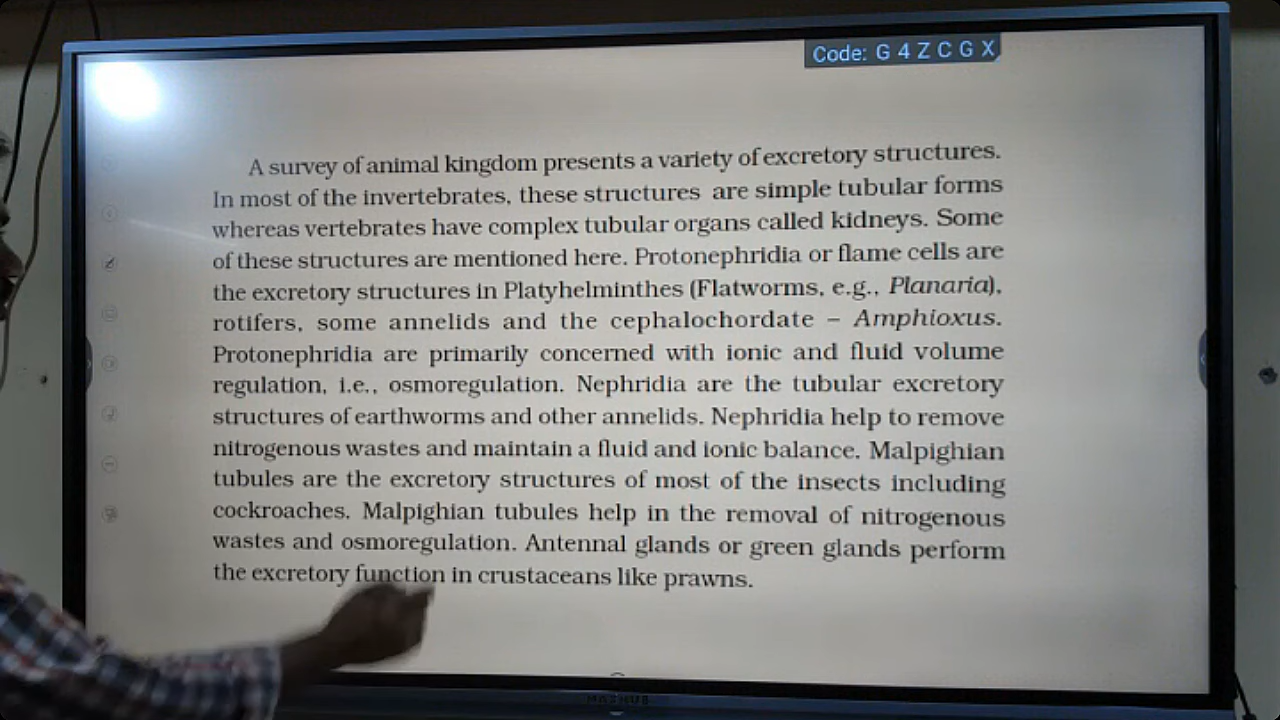 Code: G 4 Z C G X
A survey of animal kingdom presents a variety of excretory structures.
In most of the invertebrates, these structures are simple tubular forms
whereas vertebrates have complex tubular organs called kidneys. Some
of these structures are mentioned here. Protonephridia or flame cells are
the excretory structures in Platyhelminthes (Flatworms, e.g., Planaria),
rotifers, some annelids and the cephalochordate – Amphioxus.
Protonephridia are primarily concerned with ionic and fluid volume
regulation, i.e., osmoregulation. Nephridia are the tubular excretory
structures of earthworms and other annelids. Nephridia help to remove
nitrogenous wastes and maintain a fluid and ionic balance. Malpighian
tubules are the excretory structures of most of the insects including
cockroaches. Malpighian tubules help in the removal of nitrogenous
wastes and osmoregulation. Antennal glands or green glands perform
the excretory function in crustaceans like prawns.